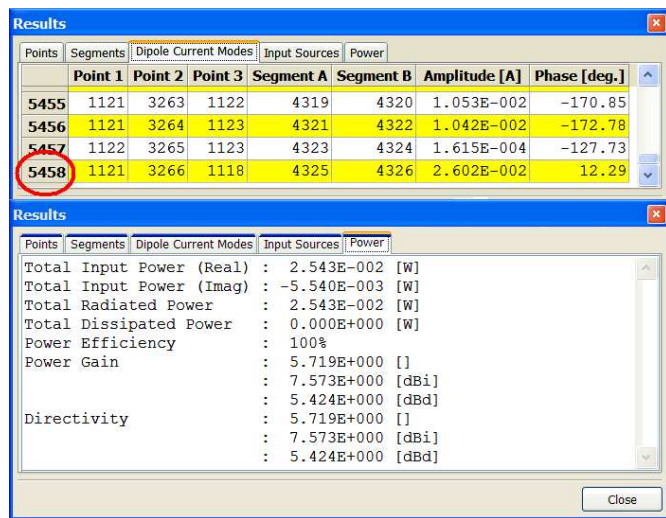 Results
Points Segments Dipole Current Modes Input Sources Power
Point 1 Point 2 Point 3 Segment A Segment B Amplitude [A] Phase [deg.]
5455 1121 3263 1122 4319 4320 1.053E-002 -170.85
5456 1121 3264 1123 4321 4322 1.042E-002 -172.78
5457 1122 3265 1123 4323 4324 1.615E-004 -127.73
5458 1121 3266 1118 4325 4326 2.602E-002 12.29
Results
Points Segments Dipole Current Modes Input Sources Power
Total Input Power (Real) : 2.543E-002 [W]
Total Input Power (Imag) : -5.540E-003 [W]
Total Radiated Power : 2.543E-002 [W]
Total Dissipated Power : 0.000E+000 [W]
Power Efficiency : 100%
Power Gain : 5.719E+000 []
: 7.573E+000 [dBi]
: 5.424E+000 [dBd]
Directivity : 5.719E+000 []
: 7.573E+000 [dBi]
: 5.424E+000 [dBd]
Close